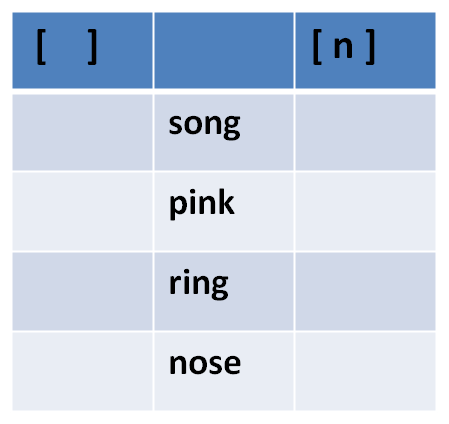 [ ] [ n ]
song
pink
ring
nose